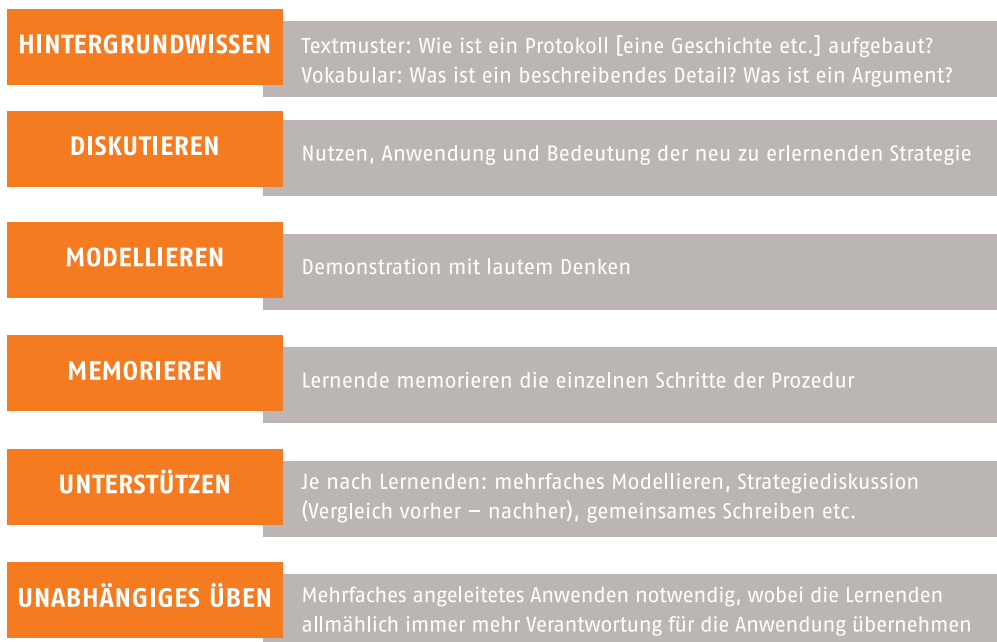 HINTERGRUNDWISSEN
Textmuster: Wie ist ein Protokoll [eine Geschichte etc.] aufgebaut?
Vokabular: Was ist ein beschreibendes Detail? Was ist ein Argument?
DISKUTIEREN
Nutzen, Anwendung und Bedeutung der neu zu erlernenden Strategie
MODELLIEREN
Demonstration mit lautem Denken
MEMORIEREN
Lernende memorieren die einzelnen Schritte der Prozedur
UNTERSTÜTZEN
Je nach Lernenden: mehrfaches Modellieren, Strategiediskussion
(Vergleich vorher – nachher), gemeinsames Schreiben etc.
UNABHÄNGIGES ÜBEN
Mehrfaches angeleitetes Anwenden notwendig, wobei die Lernenden
allmählich immer mehr Verantwortung für die Anwendung übernehmen